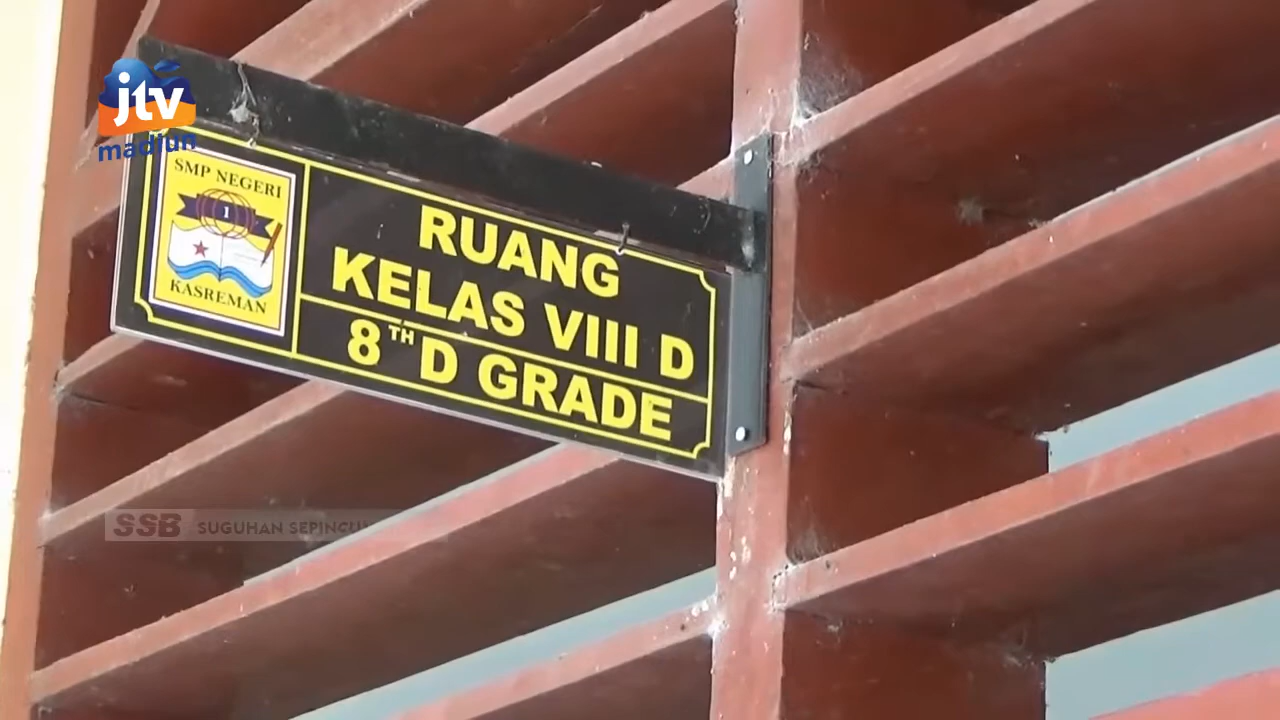 jtv
madiun
SMP NEGERI
1
KASREMAN
RUANG
KELAS VIII D
8TH D GRADE
SSB SUGUHAN